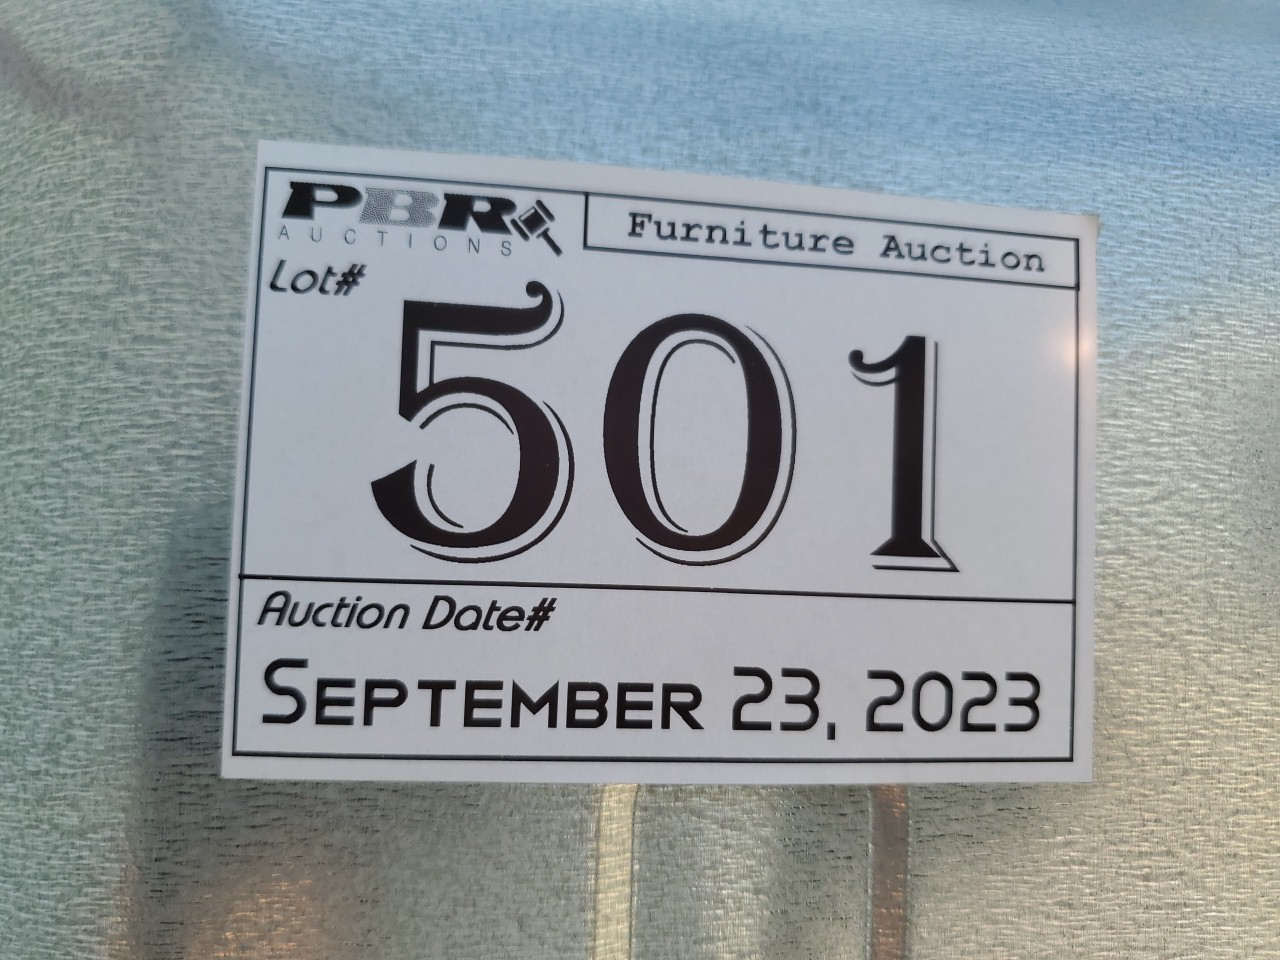 PBR
AUCTIONS
Furniture Auction
Lot#
501
Auction Date#
September 23, 2023